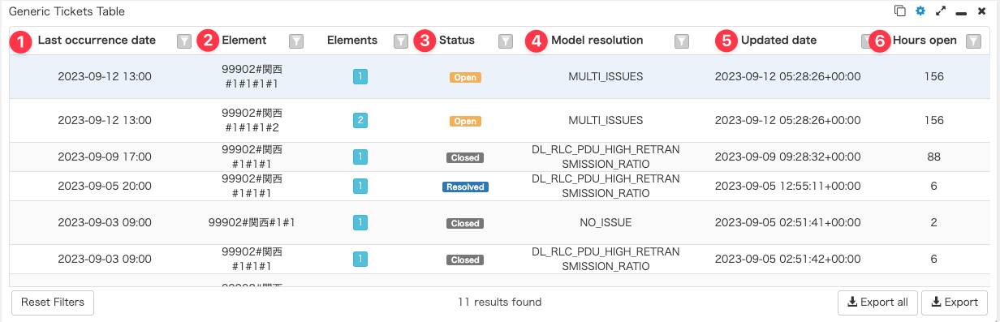 Generic Tickets Table
1 Last occurrence date 2 Element Elements 3 Status 4 Model resolution 5 Updated date 6 Hours open
99902#関西
2023-09-12 13:00 #1#1#1#1 1 Open MULTI_ISSUES 2023-09-12 05:28:26+00:00 156
99902#関西
2023-09-12 13:00 #1#1#1#2 2 Open MULTI_ISSUES 2023-09-12 05:28:26+00:00 156
99902#関西 DL_RLC_PDU_HIGH_RETRAN
2023-09-09 17:00 #1#1#1 1 Closed SMISSION_RATIO 2023-09-09 09:28:32+00:00 88
99902#関西 DL_RLC_PDU_HIGH_RETRAN
2023-09-05 20:00 #1#1#1 1 Resolved SMISSION_RATIO 2023-09-05 12:55:11+00:00 6
2023-09-03 09:00 99902#関西#1#1 1 Closed NO_ISSUE 2023-09-05 02:51:41+00:00 2
99902#関西 DL_RLC_PDU_HIGH_RETRAN
2023-09-03 09:00 #1#1#1 1 Closed SMISSION_RATIO 2023-09-05 02:51:42+00:00 6
Reset Filters 11 results found Export all Export